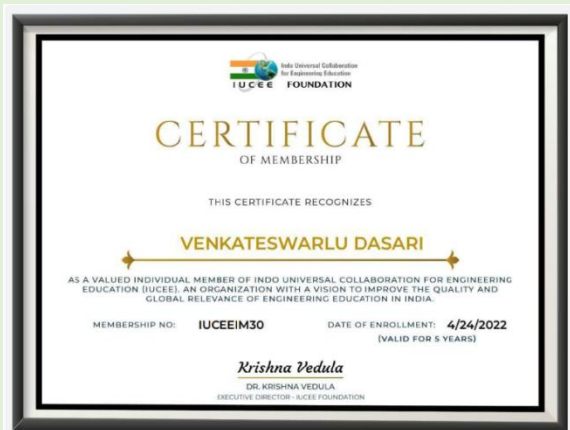 Indo Universal Collaboration
for Engineering Education
IUCEE FOUNDATION
CERTIFICATE
OF MEMBERSHIP
THIS CERTIFICATE RECOGNIZES
VENKATESWARLU DASARI
AS A VALUED INDIVIDUAL MEMBER OF INDO UNIVERSAL COLLABORATION FOR ENGINEERING
EDUCATION (IUCEE). AN ORGANIZATION WITH A VISION TO IMPROVE THE QUALITY AND
GLOBAL RELEVANCE OF ENGINEERING EDUCATION IN INDIA.
MEMBERSHIP NO: IUCEEIM30 DATE OF ENROLLMENT: 4/24/2022
(VALID FOR 5 YEARS)
Krishna Vedula
DR. KRISHNA VEDULA
EXECUTIVE DIRECTOR - IUCEE FOUNDATION